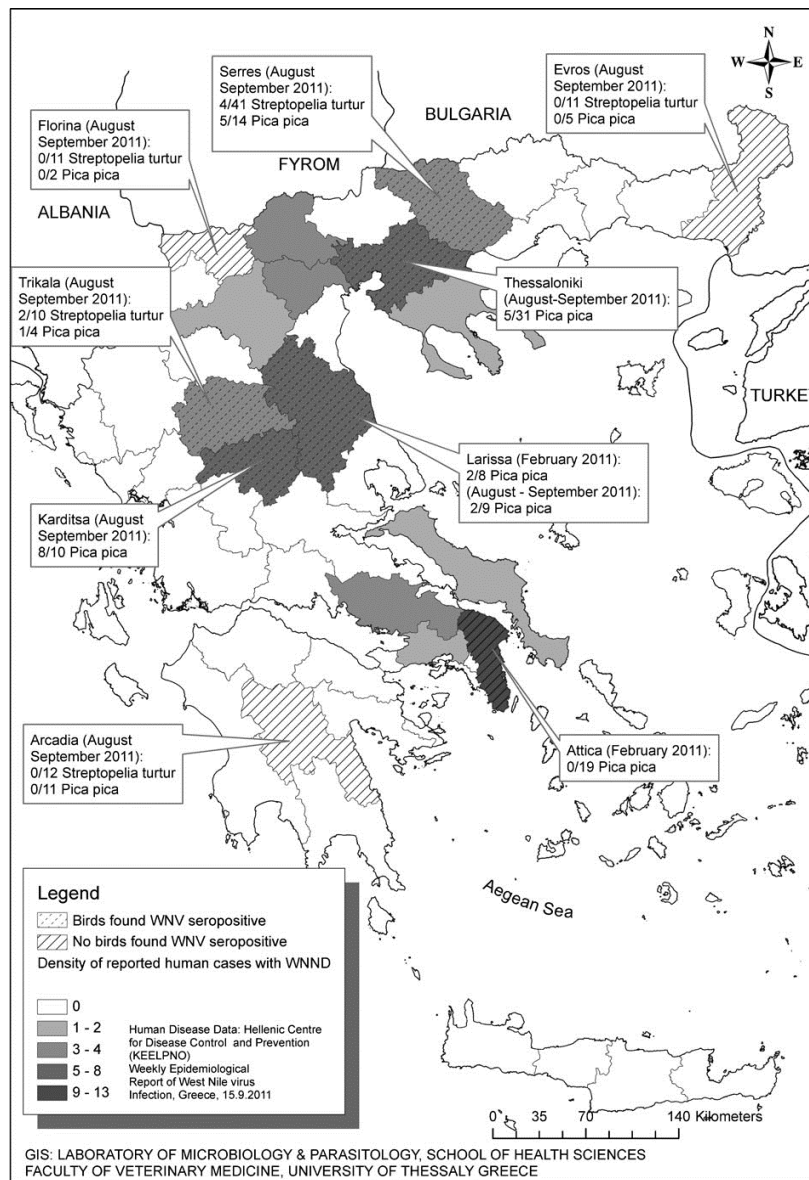 N
W E
S
Serres (August
September 2011):
4/41 Streptopelia turtur
5/14 Pica pica
Evros (August
September 2011):
0/11 Streptopelia turtur
0/5 Pica pica
BULGARIA
Florina (August
September 2011):
0/11 Streptopelia turtur
0/2 Pica pica
FYROM
ALBANIA
Trikala (August
September 2011):
2/10 Streptopelia turtur
1/4 Pica pica
Thessaloniki
(August-September 2011):
5/31 Pica pica
TURKE
Larissa (February 2011):
2/8 Pica pica
(August - September 2011):
2/9 Pica pica
Karditsa (August
September 2011):
8/10 Pica pica
Arcadia (August
September 2011):
0/12 Streptopelia turtur
0/11 Pica pica
Attica (February 2011):
0/19 Pica pica
Aegean Sea
Legend
Birds found WNV seropositive
No birds found WNV seropositive
Density of reported human cases with WNND
0
1 - 2
3 - 4
5 - 8
9 - 13
Human Disease Data: Hellenic Centre
for Disease Control and Prevention
(KEELPNO)
Weekly Epidemiological
Report of West Nile virus
Infection, Greece, 15.9.2011
0 35 70 140 Kilometers
GIS: LABORATORY OF MICROBIOLOGY & PARASITOLOGY, SCHOOL OF HEALTH SCIENCES
FACULTY OF VETERINARY MEDICINE, UNIVERSITY OF THESSALY GREECE